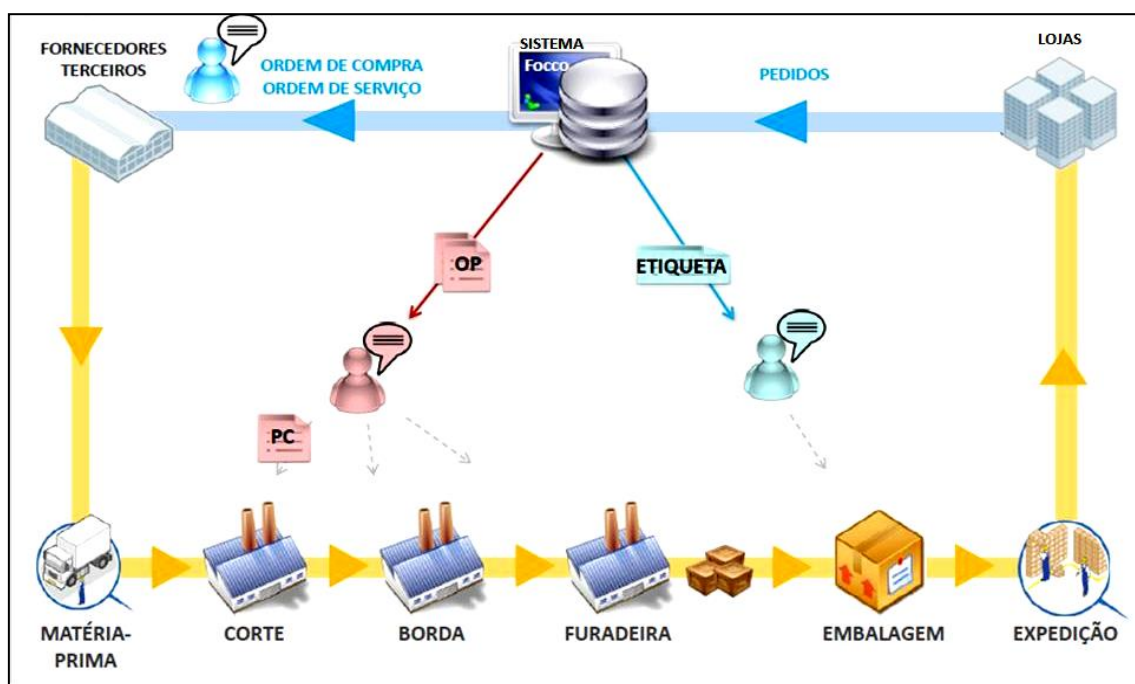 FORNECEDORES
TERCEIROS
ORDEM DE COMPRA
ORDEM DE SERVIÇO
SISTEMA
Focco
PEDIDOS
LOJAS
OP
ETIQUETA
PC
MATÉRIA-
PRIMA
CORTE
BORDA
FURADEIRA
EMBALAGEM
EXPEDIÇÃO